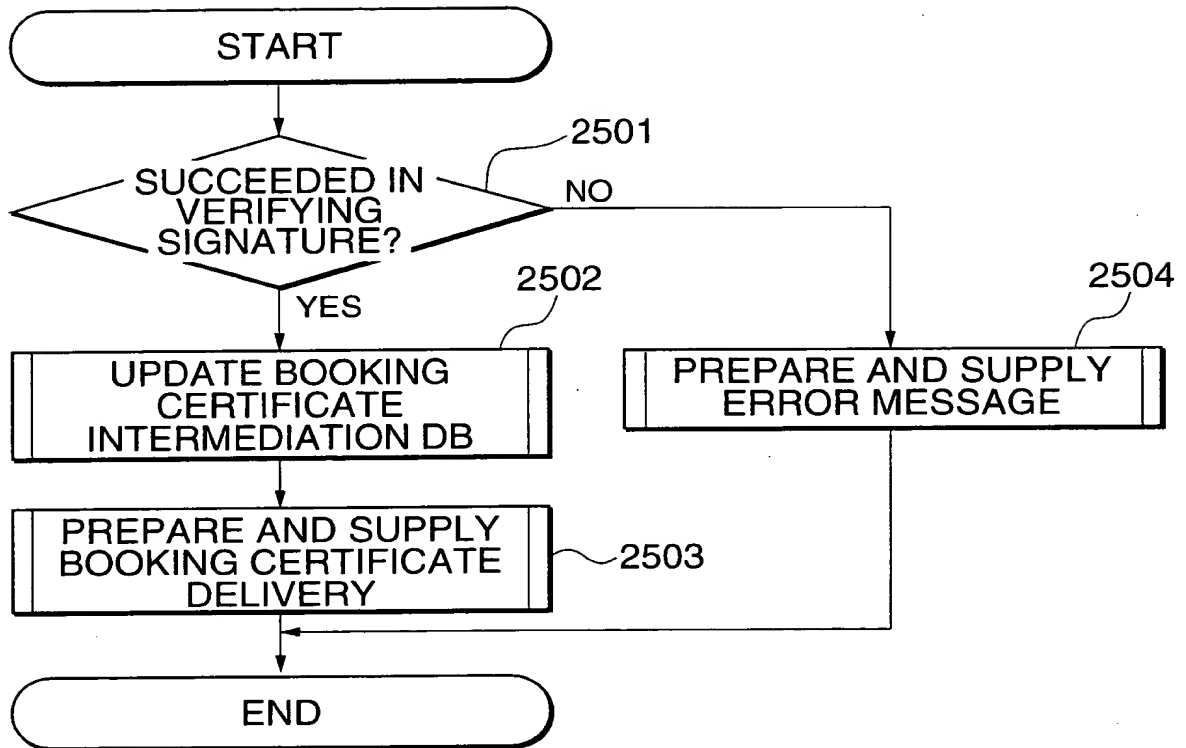 START
2501
SUCCEEDED IN
VERIFYING
SIGNATURE?
NO
YES
2502
2504
UPDATE BOOKING
CERTIFICATE
INTERMEDIATION DB
PREPARE AND SUPPLY
ERROR MESSAGE
PREPARE AND SUPPLY
BOOKING CERTIFICATE
DELIVERY
2503
END